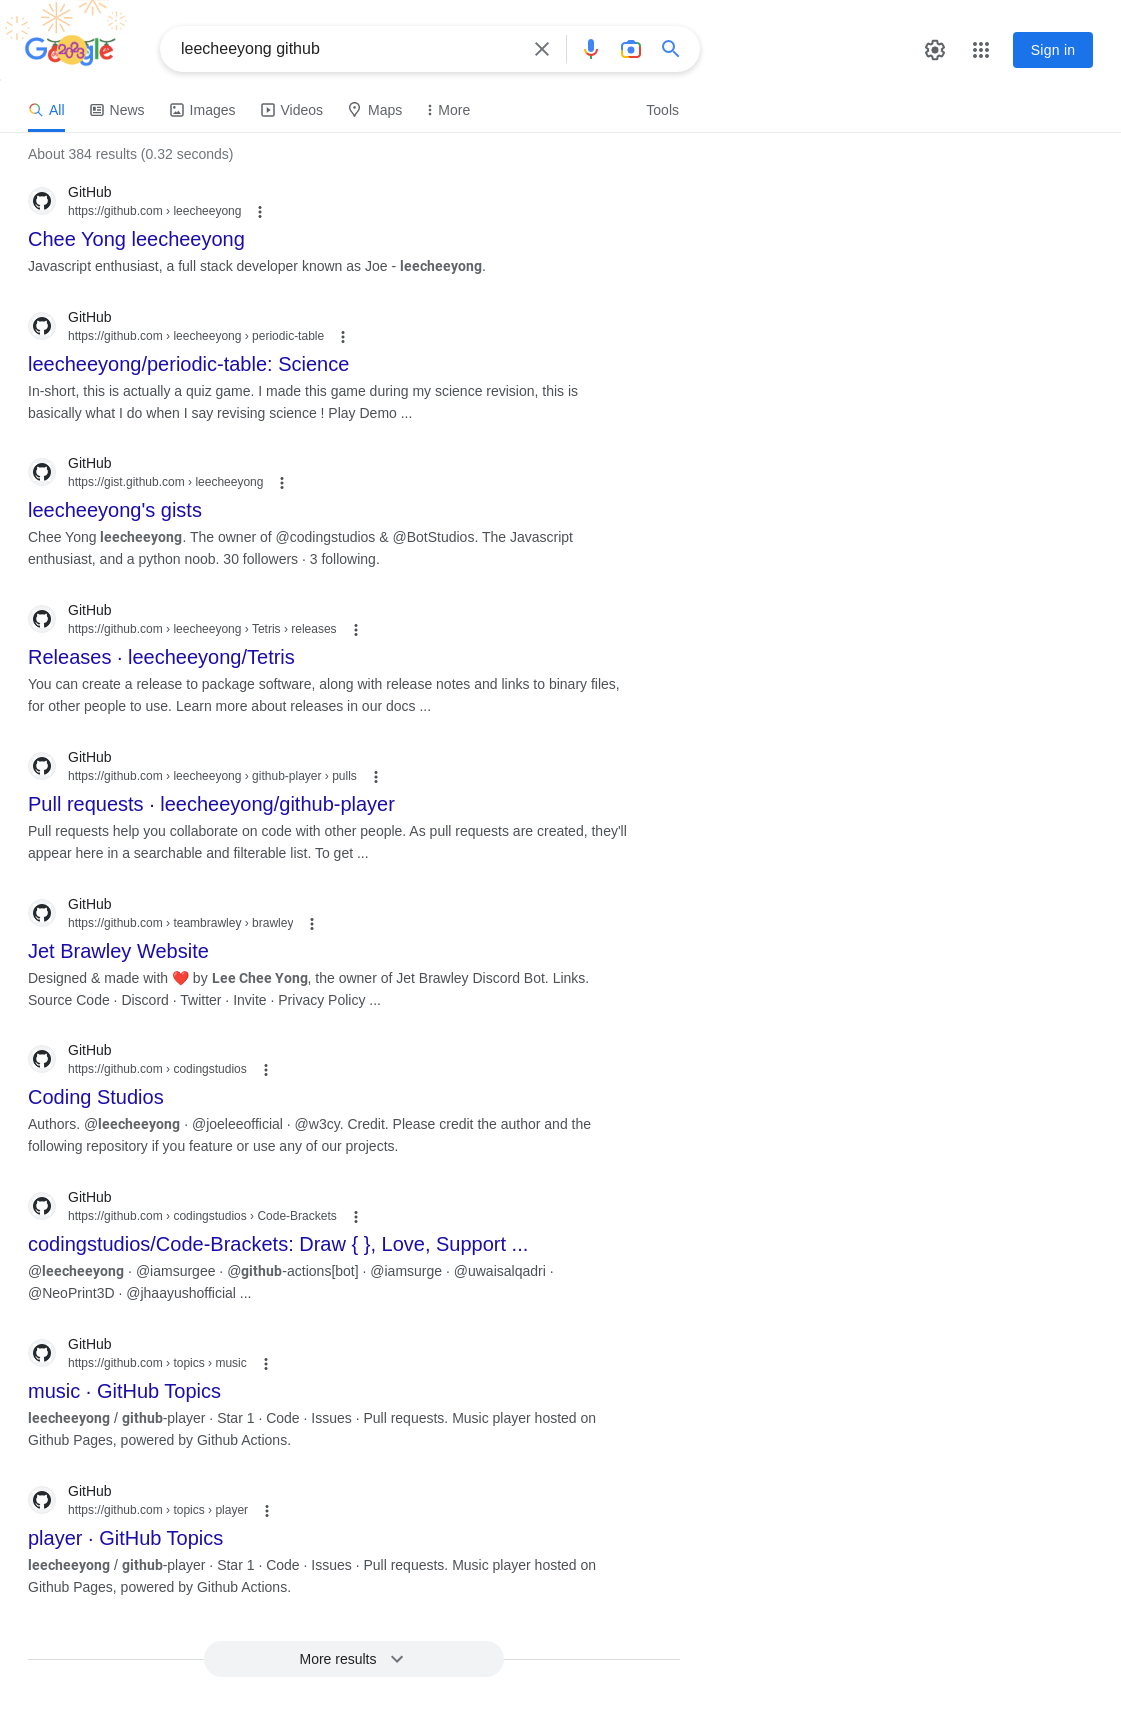 Google
leecheeyong github
Sign in
All News Images Videos Maps More Tools
About 384 results (0.32 seconds)
GitHub
https://github.com › leecheeyong
Chee Yong leecheeyong
Javascript enthusiast, a full stack developer known as Joe - leecheeyong.
GitHub
https://github.com › leecheeyong › periodic-table
leecheeyong/periodic-table: Science
In-short, this is actually a quiz game. I made this game during my science revision, this is
basically what I do when I say revising science ! Play Demo ...
GitHub
https://gist.github.com › leecheeyong
leecheeyong's gists
Chee Yong leecheeyong. The owner of @codingstudios & @BotStudios. The Javascript
enthusiast, and a python noob. 30 followers · 3 following.
GitHub
https://github.com › leecheeyong › Tetris › releases
Releases · leecheeyong/Tetris
You can create a release to package software, along with release notes and links to binary files,
for other people to use. Learn more about releases in our docs ...
GitHub
https://github.com › leecheeyong › github-player › pulls
Pull requests · leecheeyong/github-player
Pull requests help you collaborate on code with other people. As pull requests are created, they'll
appear here in a searchable and filterable list. To get ...
GitHub
https://github.com › teambrawley › brawley
Jet Brawley Website
Designed & made with ❤️ by Lee Chee Yong, the owner of Jet Brawley Discord Bot. Links.
Source Code · Discord · Twitter · Invite · Privacy Policy ...
GitHub
https://github.com › codingstudios
Coding Studios
Authors. @leecheeyong · @joeleeofficial · @w3cy. Credit. Please credit the author and the
following repository if you feature or use any of our projects.
GitHub
https://github.com › codingstudios › Code-Brackets
codingstudios/Code-Brackets: Draw { }, Love, Support ...
@leecheeyong · @iamsurgee · @github-actions[bot] · @iamsurge · @uwaisalqadri ·
@NeoPrint3D · @jhaayushofficial ...
GitHub
https://github.com › topics › music
music · GitHub Topics
leecheeyong / github-player · Star 1 · Code · Issues · Pull requests. Music player hosted on
Github Pages, powered by Github Actions.
GitHub
https://github.com › topics › player
player · GitHub Topics
leecheeyong / github-player · Star 1 · Code · Issues · Pull requests. Music player hosted on
Github Pages, powered by Github Actions.
More results